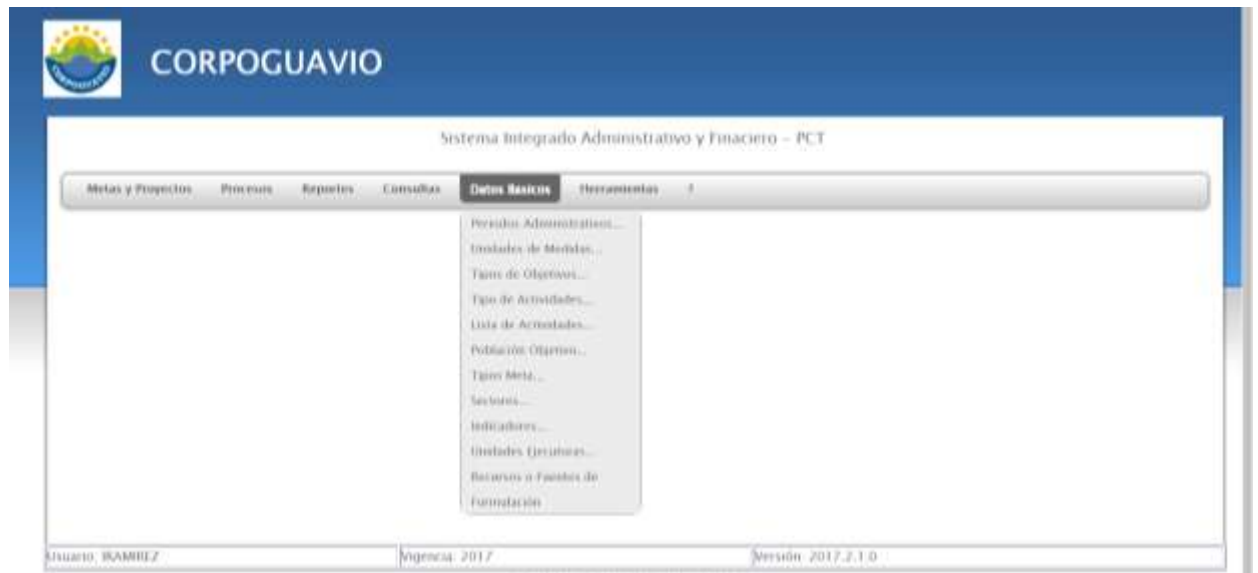 CORPOGUAVIO
CORPOGUAVIO
Sistema Integrado Administrativo y Finaciero - PCT
Metas y Proyectos Procesos Reportes Consultas Datos Basicos Herramientas ?
Periodos Administrativos...
Unidades de Medidas...
Tipos de Objetivos...
Tipo de Actividades...
Lista de Actividades...
Población Objetivo...
Tipos Meta...
Sectores...
Indicadores...
Unidades Ejecutoras...
Recursos o Fuentes de
Formulación
Usuario: Vigencia: 2017 Versión: 2017.2.1.0